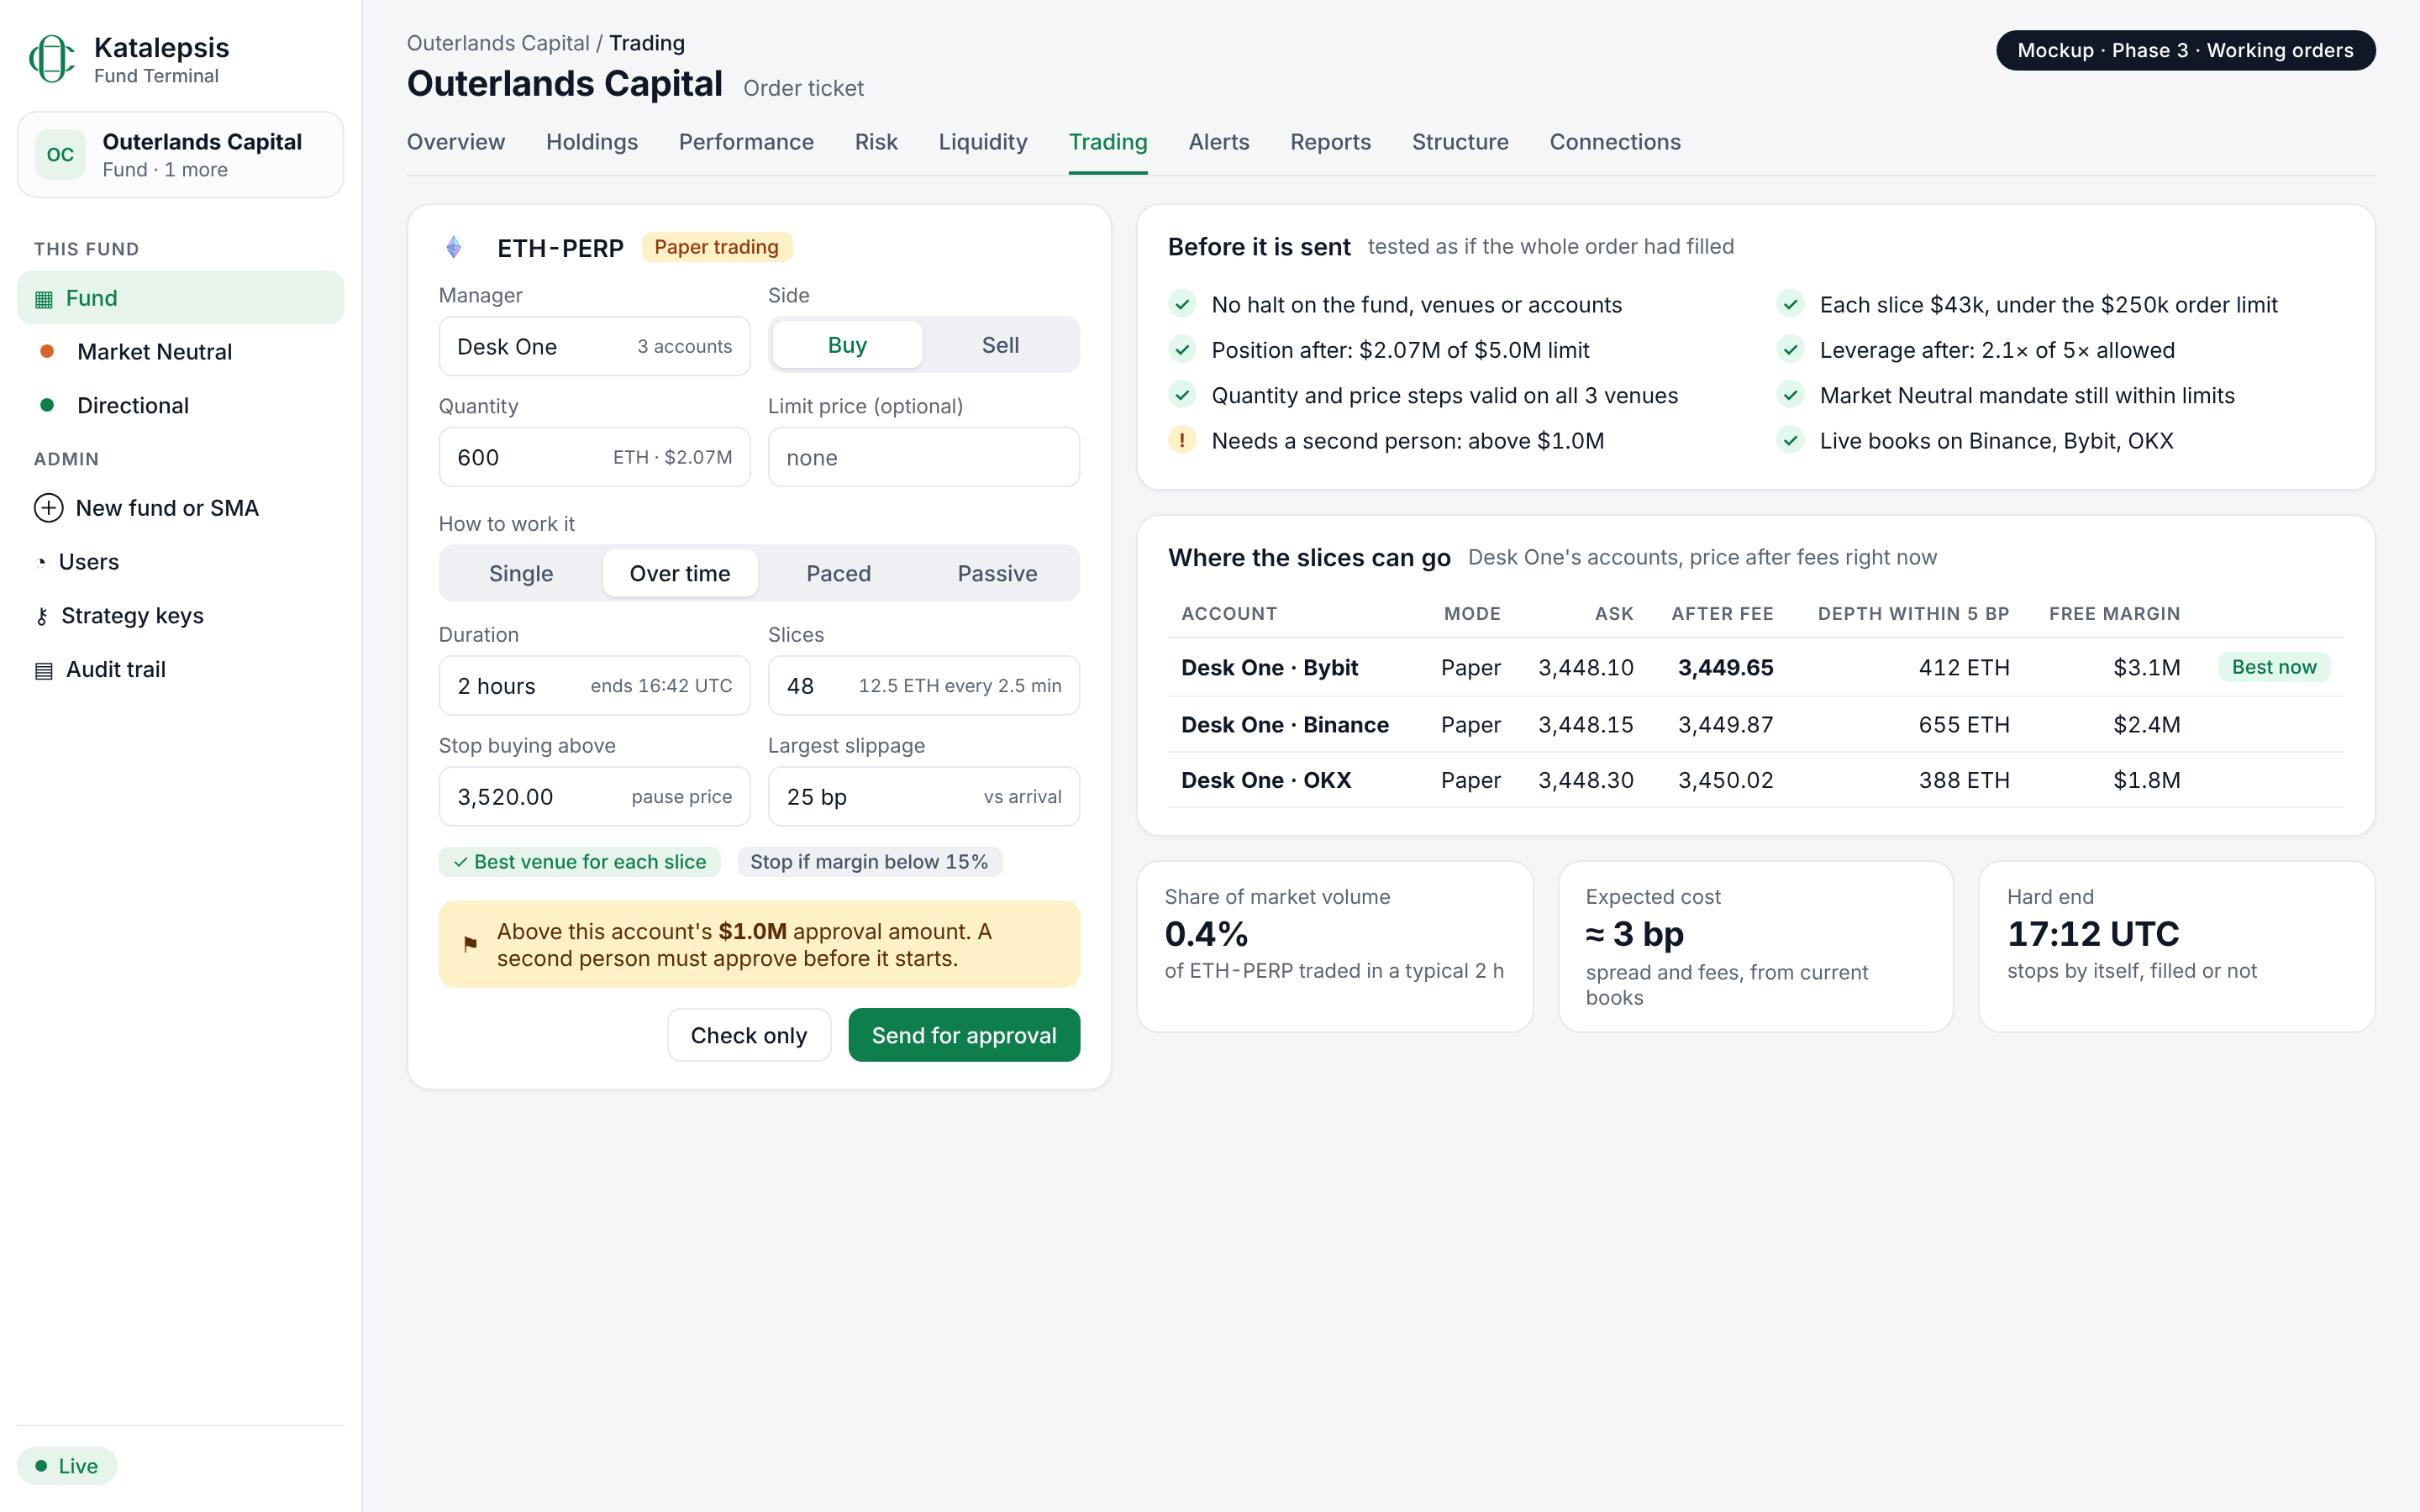 Katalepsis
Fund Terminal
OC
Outerlands Capital
Fund · 1 more
THIS FUND
Fund
Market Neutral
Directional
ADMIN
New fund or SMA
Users
Strategy keys
Audit trail
Live
Outerlands Capital / Trading
Outerlands Capital Order ticket
Mockup · Phase 3 · Working orders
Overview Holdings Performance Risk Liquidity Trading Alerts Reports Structure Connections
ETH-PERP Paper trading
Manager Side
Desk One 3 accounts Buy Sell
Quantity Limit price (optional)
600 ETH · $2.07M none
How to work it
Single Over time Paced Passive
Duration Slices
2 hours ends 16:42 UTC 48 12.5 ETH every 2.5 min
Stop buying above Largest slippage
3,520.00 pause price 25 bp vs arrival
✓ Best venue for each slice Stop if margin below 15%
Above this account's $1.0M approval amount. A
second person must approve before it starts.
Check only Send for approval
Before it is sent tested as if the whole order had filled
No halt on the fund, venues or accounts Each slice $43k, under the $250k order limit
Position after: $2.07M of $5.0M limit Leverage after: 2.1× of 5× allowed
Quantity and price steps valid on all 3 venues Market Neutral mandate still within limits
! Needs a second person: above $1.0M Live books on Binance, Bybit, OKX
Where the slices can go Desk One's accounts, price after fees right now
ACCOUNT MODE ASK AFTER FEE DEPTH WITHIN 5 BP FREE MARGIN
Desk One · Bybit Paper 3,448.10 3,449.65 412 ETH $3.1M Best now
Desk One · Binance Paper 3,448.15 3,449.87 655 ETH $2.4M
Desk One · OKX Paper 3,448.30 3,450.02 388 ETH $1.8M
Share of market volume
0.4%
of ETH-PERP traded in a typical 2 h
Expected cost
≈ 3 bp
spread and fees, from current
books
Hard end
17:12 UTC
stops by itself, filled or not